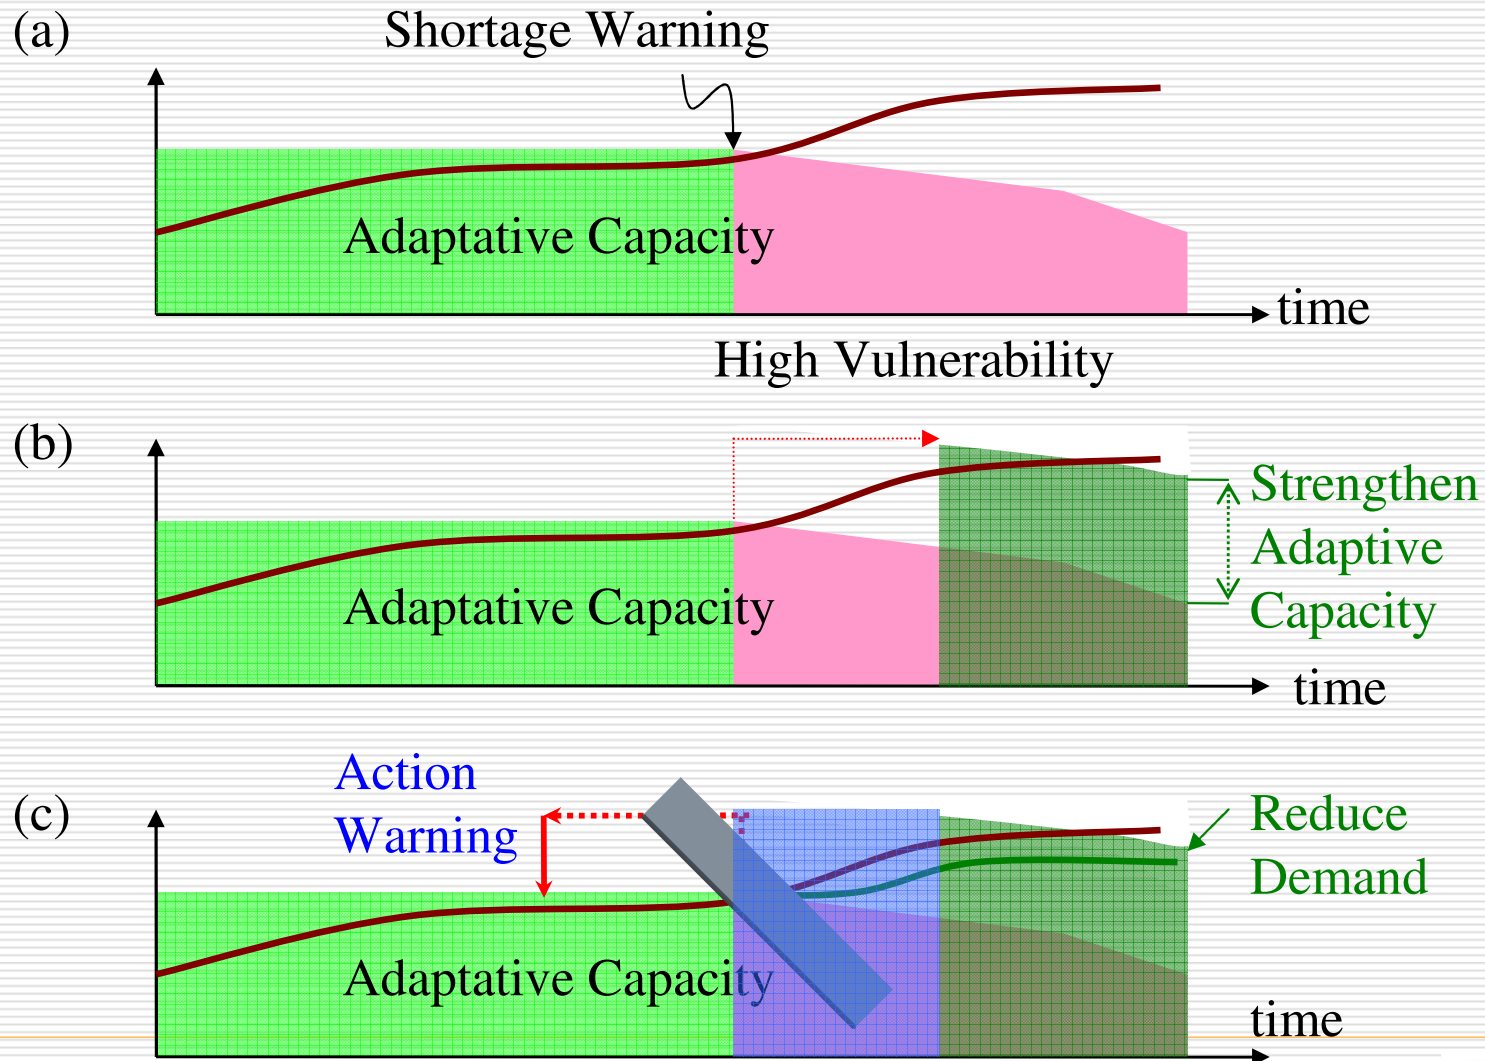 (a)
Shortage Warning
Adaptative Capacity
time
High Vulnerability
(b)
Strengthen
Adaptive
Capacity
Adaptative Capacity
time
(c)
Action
Warning
Reduce
Demand
Adaptative Capacity
time